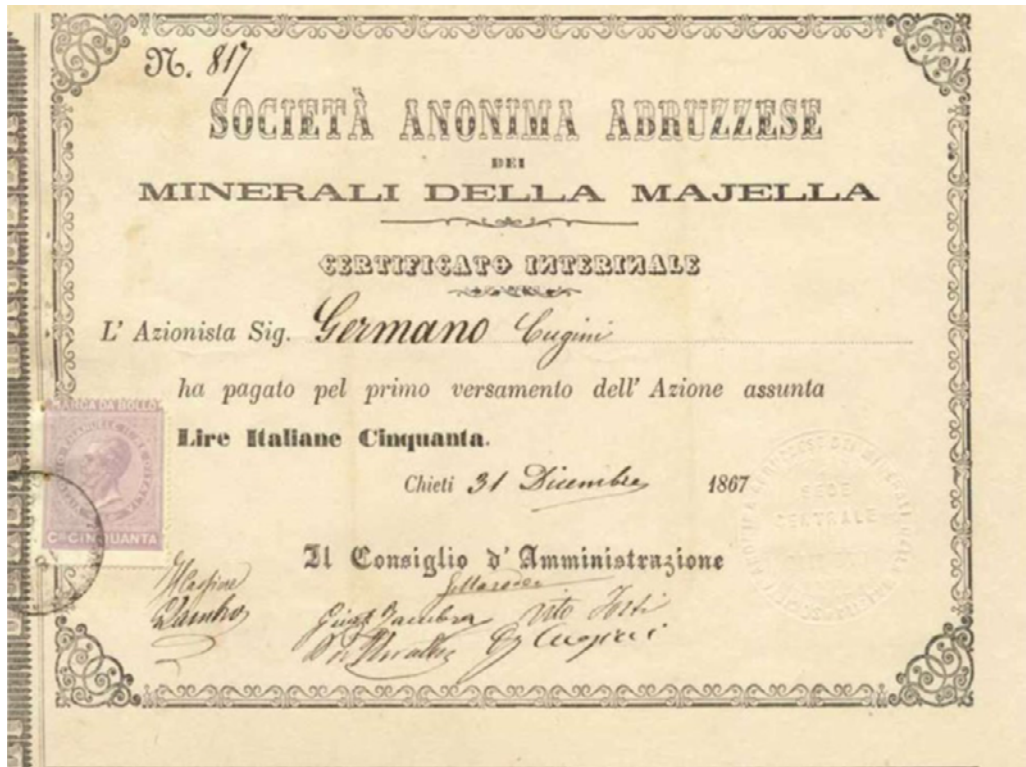 N. 817
SOCIETÀ ANONIMA ABRUZZESE
DEI
MINERALI DELLA MAJELLA
CERTIFICATO INTERINALE
L' Azionista Sig. Germano Cugini
ha pagato pel primo versamento dell' Azione assunta
Lire Italiane Cinquanta.
Chieti 31 Dicembre 1867
MARCA DA BOLLO
CMI CINQUANTA
SEDE
CENTRALE
Il Consiglio d' Amministrazione
Vito Forti